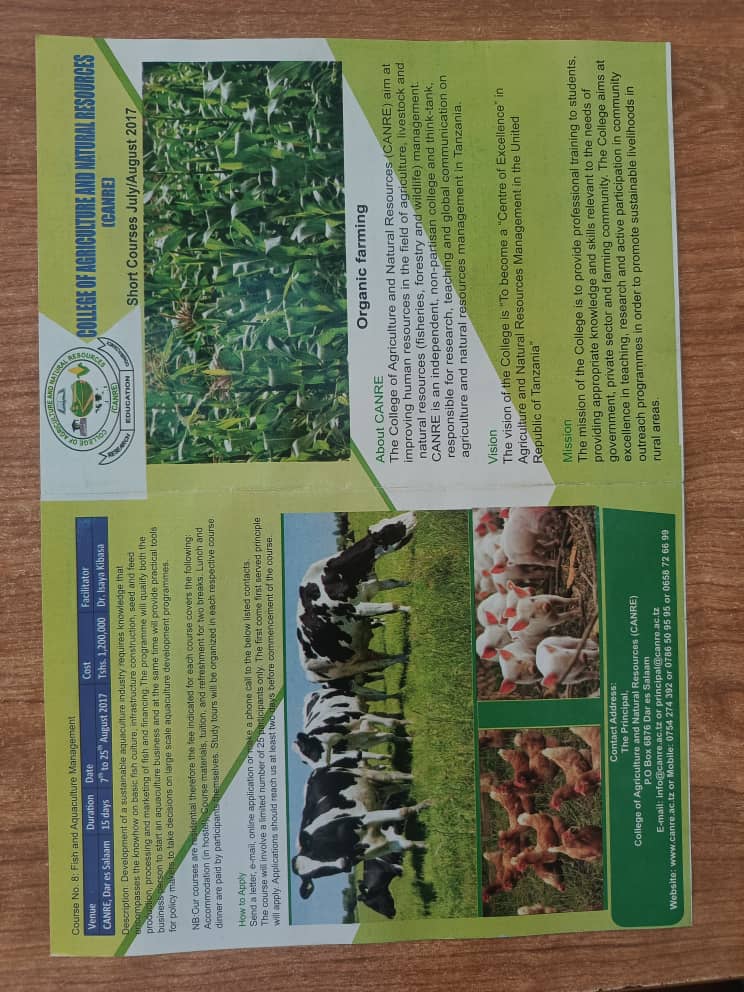 Course No. 8: Fish and Aquaculture Management
Venue Duration Date Cost Facilitator
CANRE, Dar es Salaam 15 days 7th to 25th August 2017 Tshs. 1,200,000 Dr. Isaya Kibasa
Description: Development of a sustainable aquaculture industry requires knowledge that
encompasses the knowhow on basic fish culture, infrastructure construction, seed and feed
production, processing and marketing of fish and financing.The programme will qualify both the
business person to start an aquaculture business and at the same time will provide practical tools
for policy makers to take decisions on large scale aquaculture development programmes.
NB:Our courses are residential therefore the fee indicated for each course covers the following:
Accommodation (in hostel), Course materials, tuition, and refreshment for two breaks. Lunch and
dinner are paid by participants themselves. Study tours will be organized in each respective course
How to Apply
Send a letter, e-mail, online application or make a phone call to the below listed contacts.
The course will involve a limited number of 25 participants only. The first come first served principle
will apply. Applications should reach us at least two days before commencement of the course.
Contact Address:
The Principal,
College of Agriculture and Natural Resources (CANRE)
P.O Box 6876 Dar es Salaam
E-mail: info@canre.ac.tz or principal@canre.ac.tz
Website: www.canre.ac.tz or Mobile: 0754 274 392 or 0786 50 95 95 or 0658 72 66 99
COLLEGE OF AGRICULTURE AND NATURAL RESOURCES
(CANRE)
RESEARCH
EDUCATION
COLLEGE OF AGRICULTURE AND NATURAL RESOURCES
(CANRE)
Short Courses July/August 2017
Organic farming
About CANRE
The College of Agriculture and Natural Resources (CANRE) aim at
improving human resources in the field of agriculture, livestock and
natural resources (fisheries, forestry and wildlife) management.
CANRE is an independent, non-partisan college and think-tank,
responsible for research, teaching and global communication on
agriculture and natural resources management in Tanzania.
Vision
The vision of the College is "To become a "Centre of Excellence" in
Agriculture and Natural Resources Management in the United
Republic of Tanzania"
Mission
The mission of the College is to provide professional training to students,
providing appropriate knowledge and skills relevant to the needs of
government, private sector and farming community. The College aims at
excellence in teaching, research and active participation in community
outreach programmes in order to promote sustainable livelihoods in
rural areas.